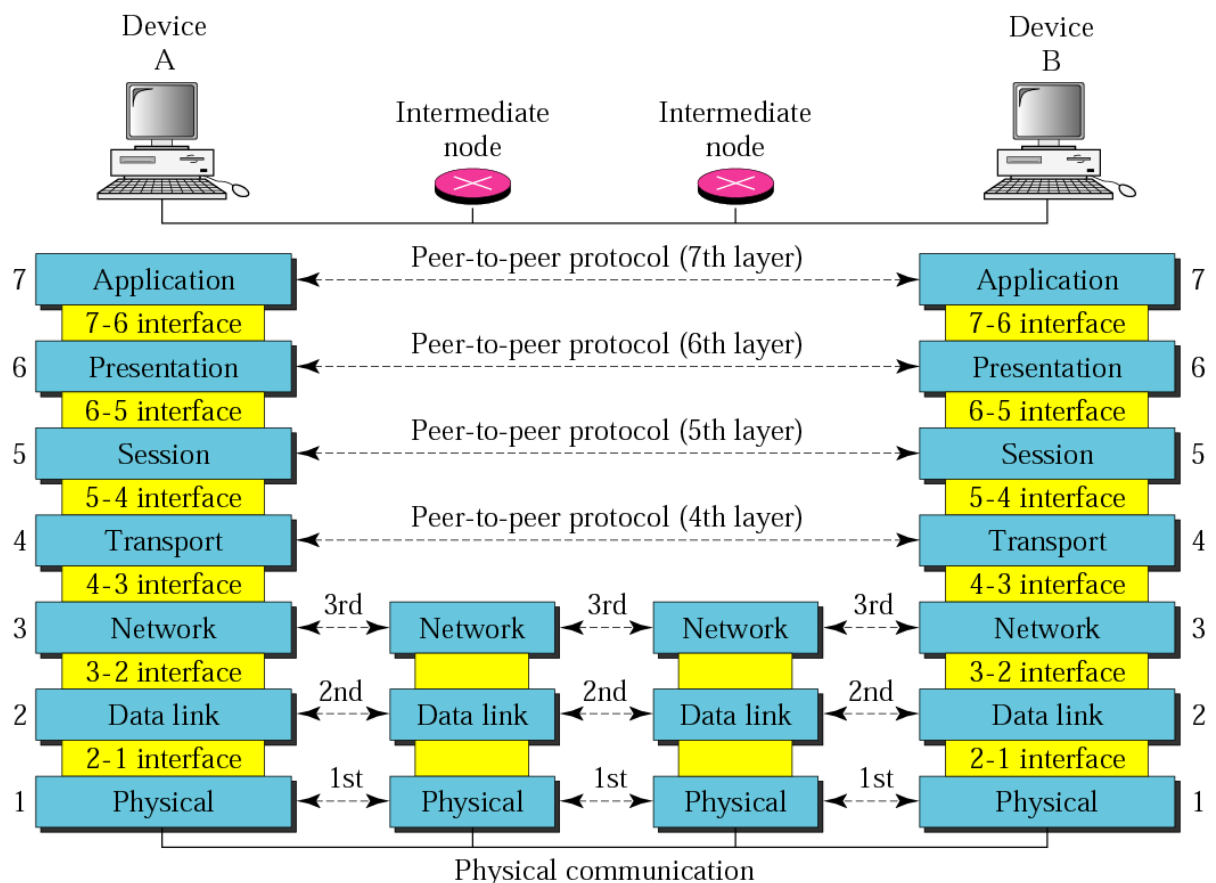 Device
A
Device
B
Intermediate
node
Intermediate
node
Peer-to-peer protocol (7th layer)
7 Application
Application 7
7-6 interface
7-6 interface
Peer-to-peer protocol (6th layer)
6 Presentation
Presentation 6
6-5 interface
6-5 interface
Peer-to-peer protocol (5th layer)
5 Session
Session 5
5-4 interface
5-4 interface
Peer-to-peer protocol (4th layer)
4 Transport
Transport 4
4-3 interface
4-3 interface
3rd 3rd 3rd
3 Network Network Network Network 3
3-2 interface
3-2 interface
2nd 2nd 2nd
2 Data link Data link Data link Data link 2
2-1 interface
2-1 interface
1st 1st 1st
1 Physical Physical Physical Physical 1
Physical communication